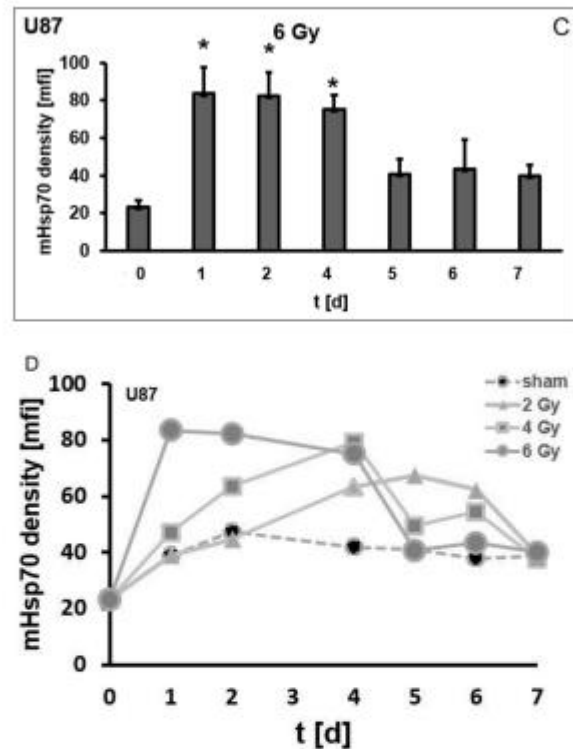 U87
6 Gy
C
mHsp70 density [mfi]
100
80
60
40
20
0
* * *
0 1 2 4 5 6 7
t [d]
D
U87
mHsp70 density [mfi]
100
80
60
40
20
0
sham
2 Gy
4 Gy
6 Gy
0 1 2 3 4 5 6 7
t [d]